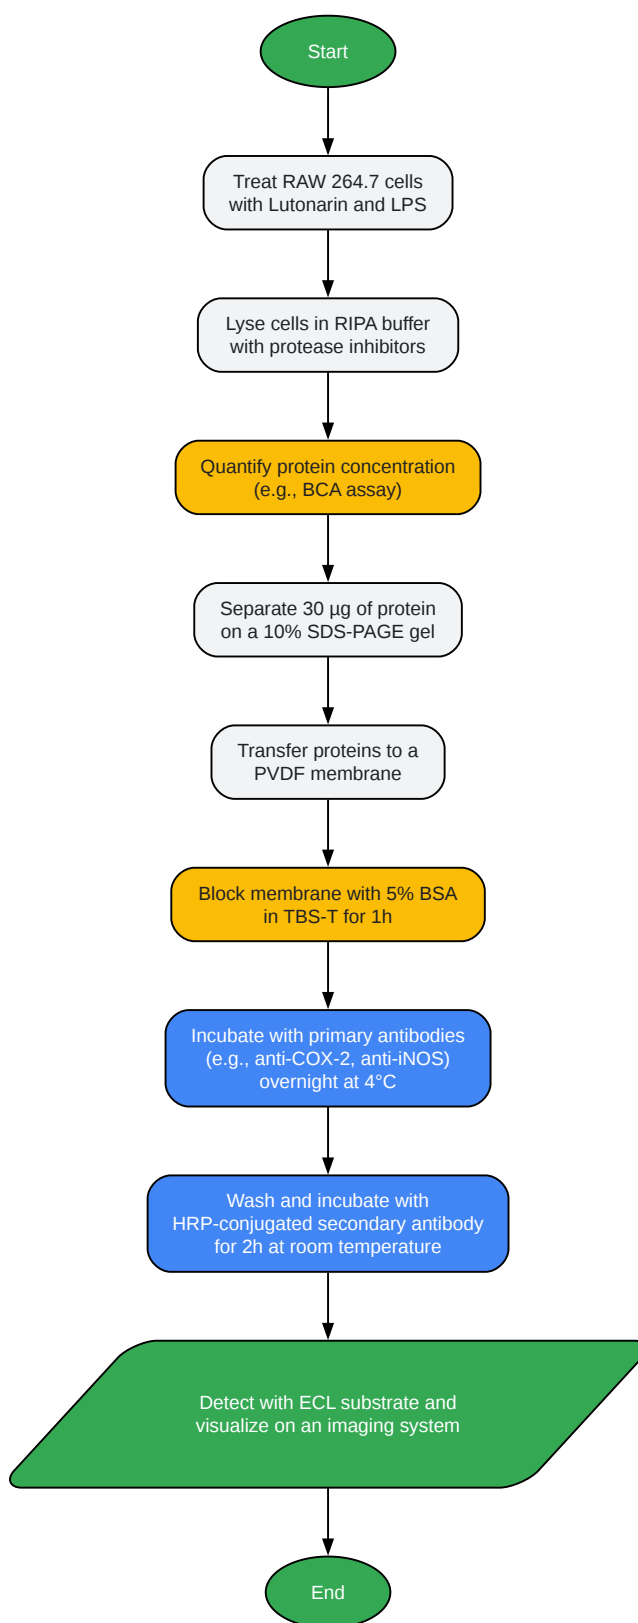 Start
Treat RAW 264.7 cells
with Lutonarin and LPS
Lyse cells in RIPA buffer
with protease inhibitors
Quantify protein concentration
(e.g., BCA assay)
Separate 30 µg of protein
on a 10% SDS-PAGE gel
Transfer proteins to a
PVDF membrane
Block membrane with 5% BSA
in TBS-T for 1h
Incubate with primary antibodies
(e.g., anti-COX-2, anti-iNOS)
overnight at 4°C
Wash and incubate with
HRP-conjugated secondary antibody
for 2h at room temperature
Detect with ECL substrate and
visualize on an imaging system
End